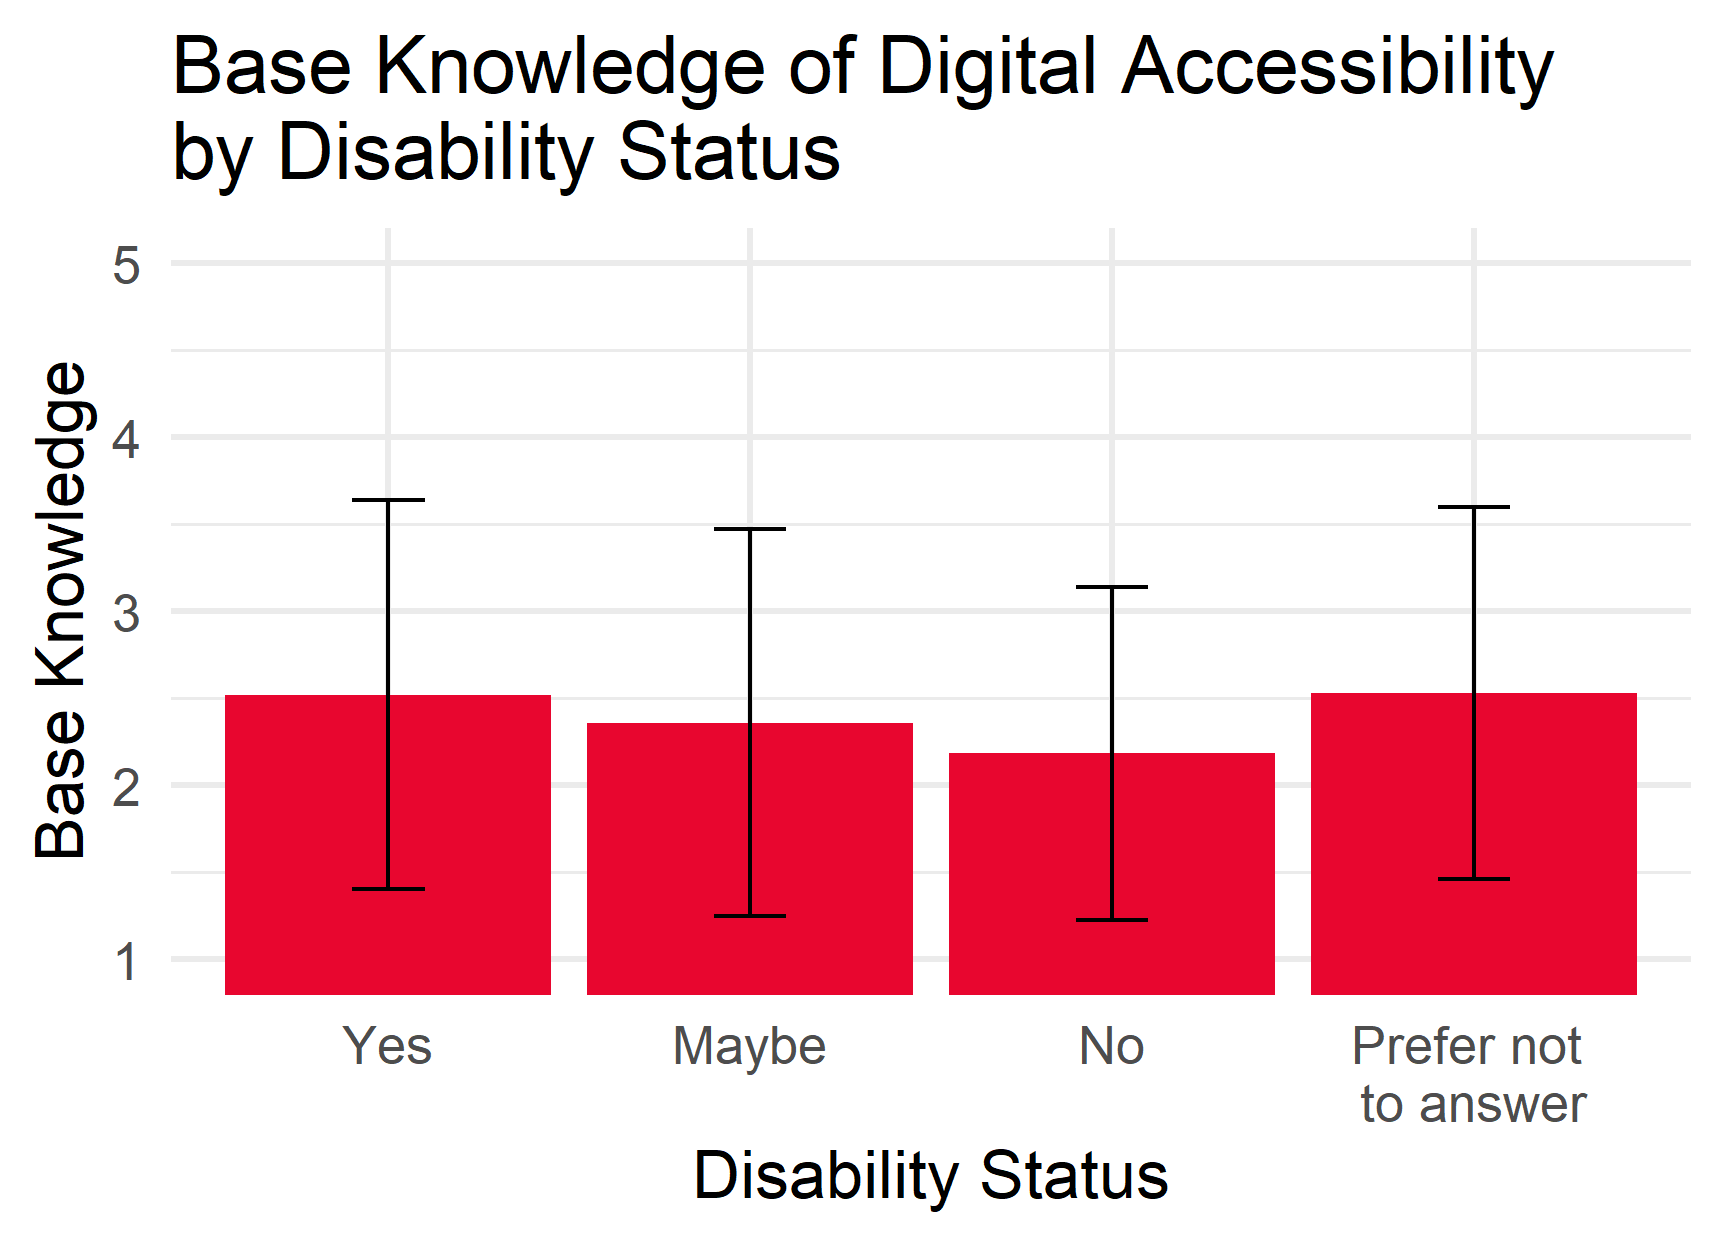 Base Knowledge of Digital Accessibility
by Disability Status
Base Knowledge
5
4
3
2
1
Yes
Maybe
No
Prefer not
to answer
Disability Status